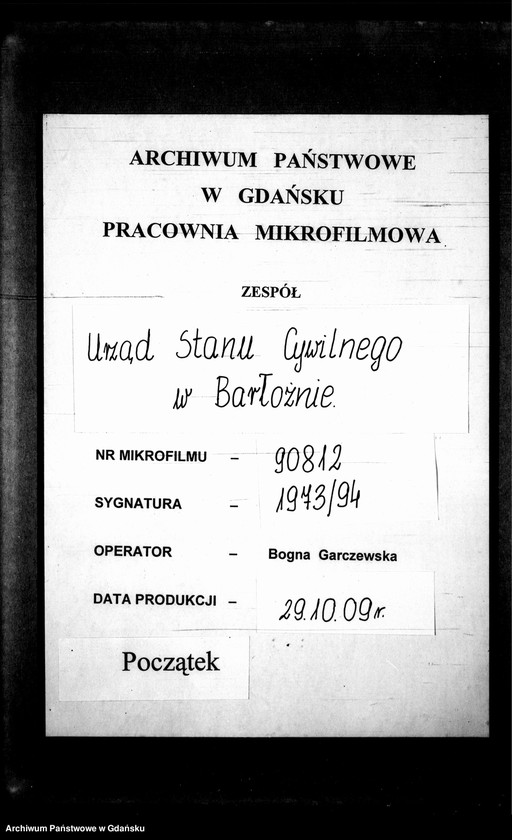 ARCHIWUM PAŃSTWOWE
W GDAŃSKU
PRACOWNIA MIKROFILMOWA
ZESPÓŁ
Urząd Stanu Cywilnego
w Barłożnie.
NR MIKROFILMU – 90812
SYGNATURA – 1973/94
OPERATOR – Bogna Garczewska
DATA PRODUKCJI – 29.10.09r.
Początek
Archiwum Państwowe w Gdańsku